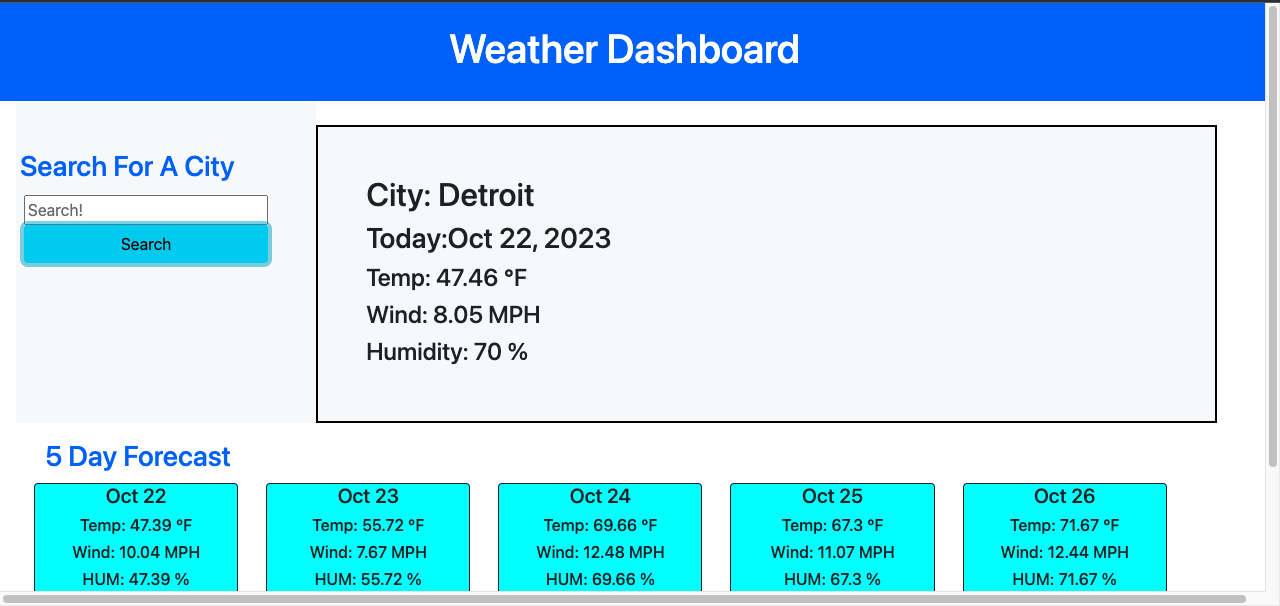 Weather Dashboard
Search For A City
Search!
Search
City: Detroit
Today:Oct 22, 2023
Temp: 47.46 °F
Wind: 8.05 MPH
Humidity: 70 %
5 Day Forecast
Oct 22
Temp: 47.39 °F
Wind: 10.04 MPH
HUM: 47.39 %
Oct 23
Temp: 55.72 °F
Wind: 7.67 MPH
HUM: 55.72 %
Oct 24
Temp: 69.66 °F
Wind: 12.48 MPH
HUM: 69.66 %
Oct 25
Temp: 67.3 °F
Wind: 11.07 MPH
HUM: 67.3 %
Oct 26
Temp: 71.67 °F
Wind: 12.44 MPH
HUM: 71.67 %